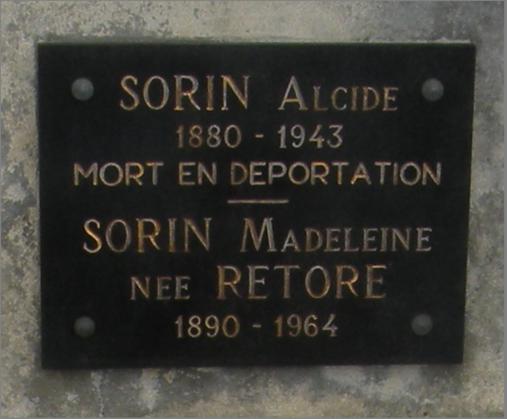 SORIN ALCIDE
1880 - 1943
MORT EN DEPORTATION
SORIN MADELEINE
NEE RETORE
1890 - 1964